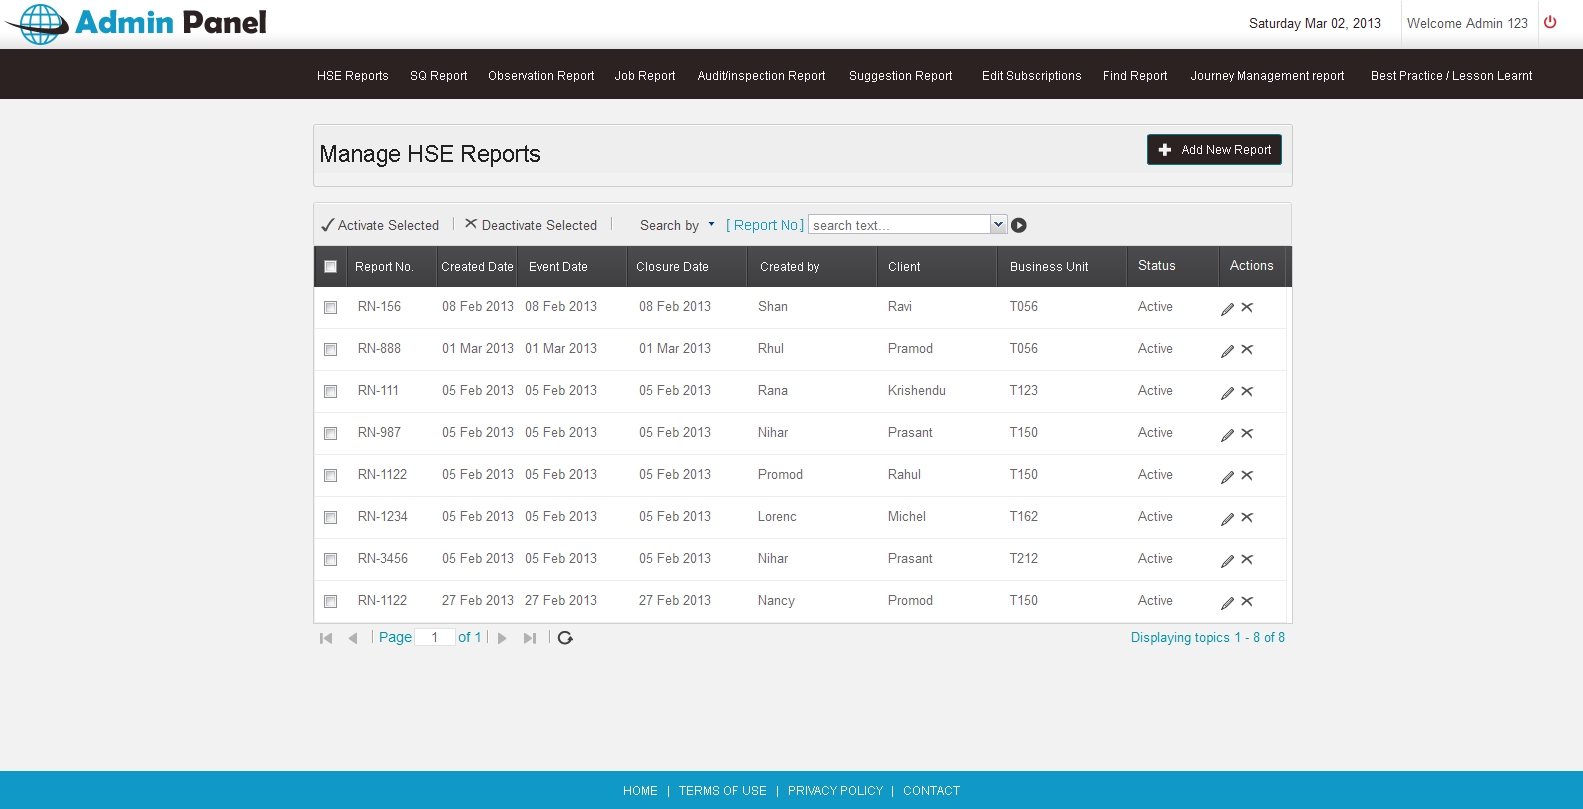 Admin Panel
Saturday Mar 02, 2013 Welcome Admin 123
HSE Reports SQ Report Observation Report Job Report Audit/inspection Report Suggestion Report Edit Subscriptions Find Report Journey Management report Best Practice / Lesson Learnt
Manage HSE Reports
Add New Report
Activate Selected Deactivate Selected Search by [ Report No] search text...
Report No. Created Date Event Date Closure Date Created by Client Business Unit Status Actions
RN-156 08 Feb 2013 08 Feb 2013 08 Feb 2013 Shan Ravi T056 Active
RN-888 01 Mar 2013 01 Mar 2013 01 Mar 2013 Rhul Pramod T056 Active
RN-111 05 Feb 2013 05 Feb 2013 05 Feb 2013 Rana Krishendu T123 Active
RN-987 05 Feb 2013 05 Feb 2013 05 Feb 2013 Nihar Prasant T150 Active
RN-1122 05 Feb 2013 05 Feb 2013 05 Feb 2013 Promod Rahul T150 Active
RN-1234 05 Feb 2013 05 Feb 2013 05 Feb 2013 Lorenc Michel T162 Active
RN-3456 05 Feb 2013 05 Feb 2013 05 Feb 2013 Nihar Prasant T212 Active
RN-1122 27 Feb 2013 27 Feb 2013 27 Feb 2013 Nancy Promod T150 Active
Page 1 of 1 Displaying topics 1 - 8 of 8
HOME | TERMS OF USE | PRIVACY POLICY | CONTACT